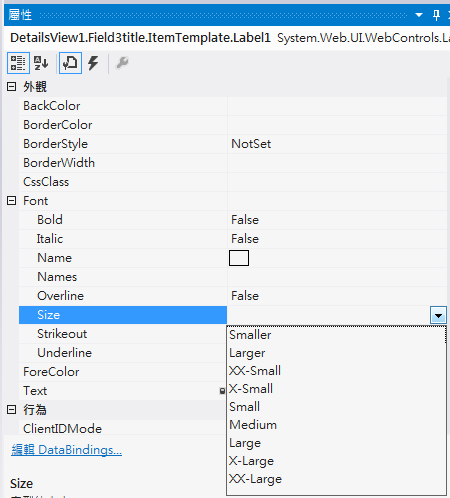 屬性
DetailsView1.Field3title.ItemTemplate.Label1 System.Web.UI.WebControls.La
外觀
BackColor
BorderColor
BorderStyle NotSet
BorderWidth
CssClass
Font
Bold False
Italic False
Name
Names
Overline False
Size
Strikeout
Underline
ForeColor
Text
行為
ClientIDMode
Smaller
Larger
XX-Small
X-Small
Small
Medium
Large
X-Large
XX-Large
編輯 DataBindings...
Size